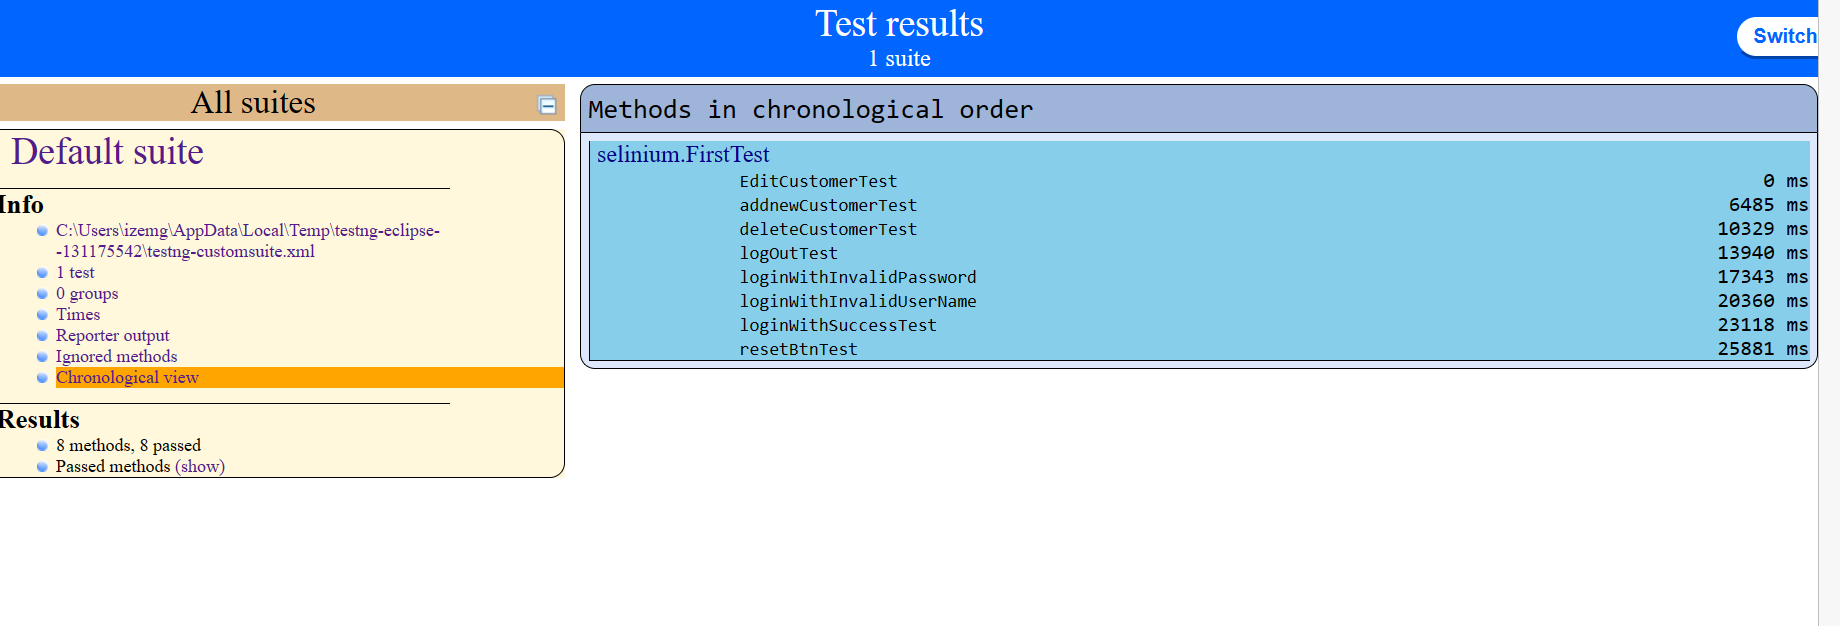 Test results
1 suite
Switch
All suites
Default suite
Info
C:\Users\izemg\AppData\Local\Temp\testng-eclipse-
-131175542\testng-customsuite.xml
1 test
0 groups
Times
Reporter output
Ignored methods
Chronological view
Results
8 methods, 8 passed
Passed methods (show)
Methods in chronological order
selinium.FirstTest
EditCustomerTest 0 ms
addnewCustomerTest 6485 ms
deleteCustomerTest 10329 ms
logOutTest 13940 ms
loginWithInvalidPassword 17343 ms
loginWithInvalidUserName 20360 ms
loginWithSuccessTest 23118 ms
resetBtnTest 25881 ms